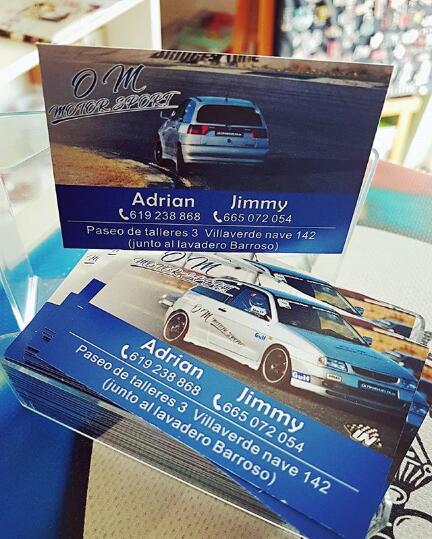 O M
MOTOR SPORT
Adrian Jimmy
619 238 868 665 072 054
Paseo de talleres 3 Villaverde nave 142
(junto al lavadero Barroso)
O M
MOTOR SPORT
Gulf
Gulf
Adrian Jimmy
619 238 868 665 072 054
Paseo de talleres 3 Villaverde nave 142
(junto al lavadero Barroso)